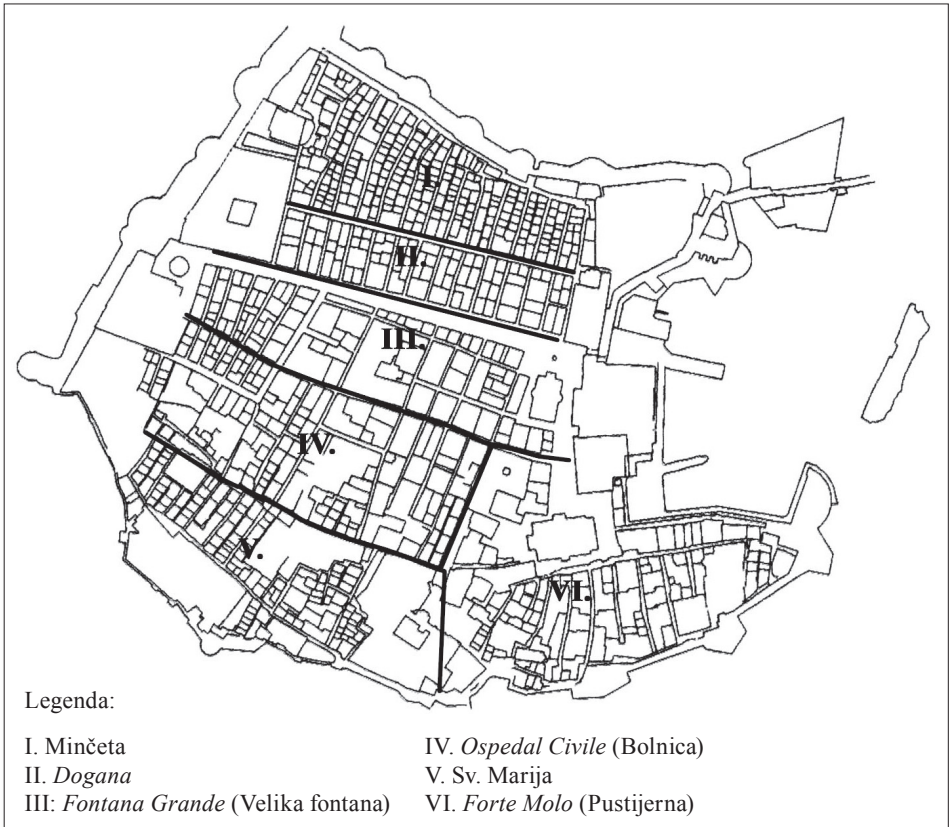 I.
II.
III.
IV.
V.
VI.
Legenda:
I. Minčeta
II. Dogana
III: Fontana Grande (Velika fontana)
IV. Ospedal Civile (Bolnica)
V. Sv. Marija
VI. Forte Molo (Pustijerna)